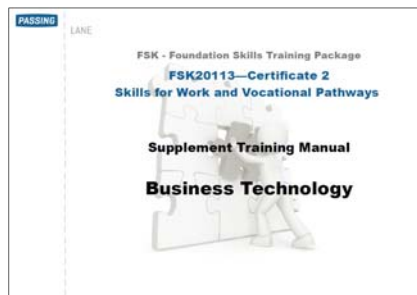 PASSING
LANE
FSK - Foundation Skills Training Package
FSK20113—Certificate 2
Skills for Work and Vocational Pathways
Supplement Training Manual
Business Technology